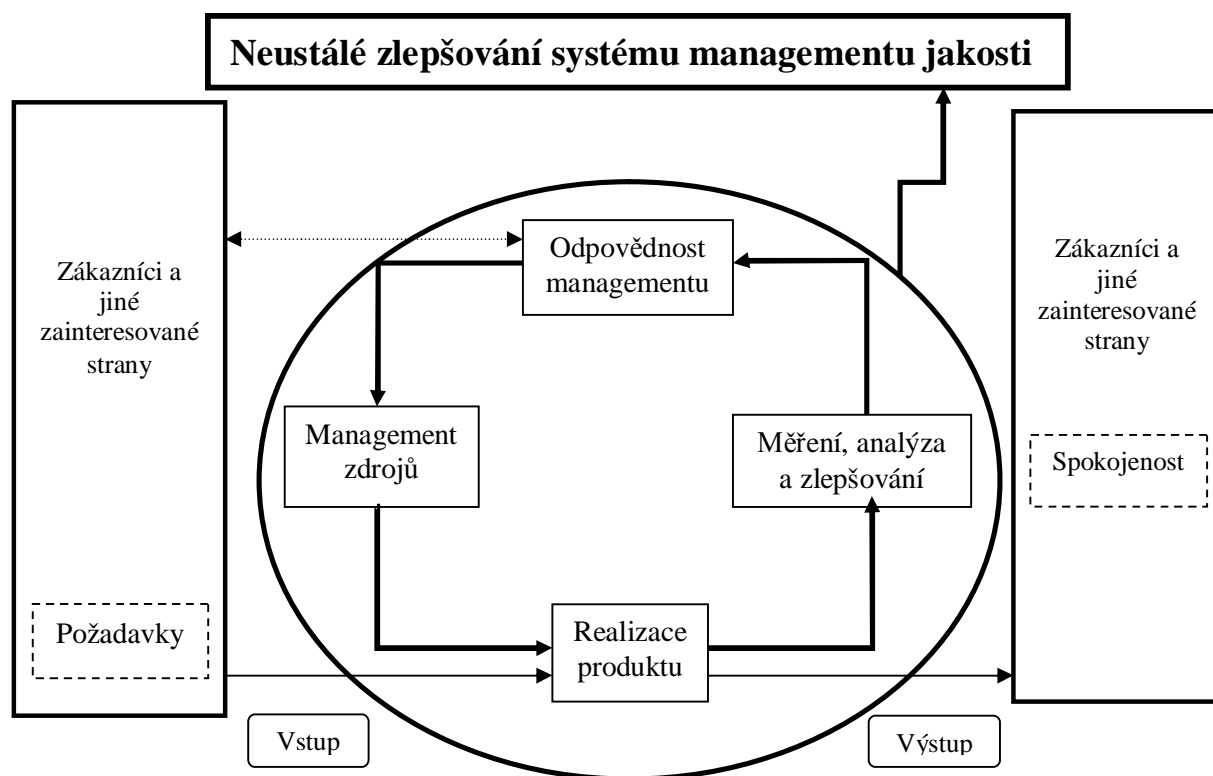 Neustálé zlepšování systému managementu jakosti
Zákazníci a
jiné
zainteresované
strany
Požadavky
Odpovědnost
managementu
Management
zdrojů
Měření, analýza
a zlepšování
Realizace
produktu
Zákazníci a
jiné
zainteresované
strany
Spokojenost
Vstup
Výstup